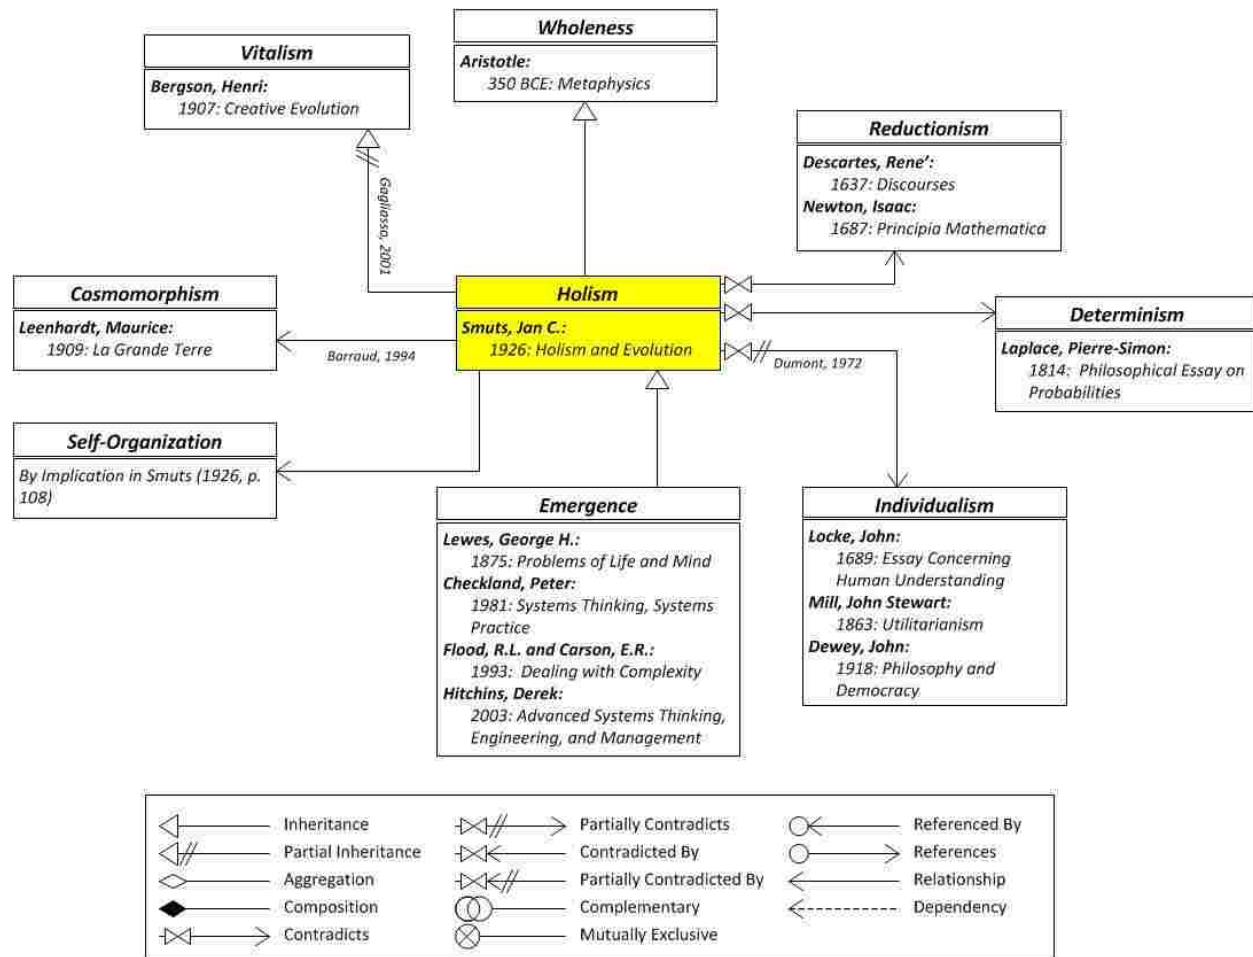 Wholeness
Aristotle:
350 BCE: Metaphysics
Vitalism
Bergson, Henri:
1907: Creative Evolution
Reductionism
Descartes, Rene’:
1637: Discourses
Newton, Isaac:
1687: Principia Mathematica
Gagliasso, 2001
Cosmomorphism
Leenhardt, Maurice:
1909: La Grande Terre
Barraud, 1994
Holism
Smuts, Jan C.:
1926: Holism and Evolution
Dumont, 1972
Determinism
Laplace, Pierre-Simon:
1814: Philosophical Essay on
Probabilities
Self-Organization
By Implication in Smuts (1926, p.
108)
Emergence
Lewes, George H.:
1875: Problems of Life and Mind
Checkland, Peter:
1981: Systems Thinking, Systems
Practice
Flood, R.L. and Carson, E.R.:
1993: Dealing with Complexity
Hitchins, Derek:
2003: Advanced Systems Thinking,
Engineering, and Management
Individualism
Locke, John:
1689: Essay Concerning
Human Understanding
Mill, John Stewart:
1863: Utilitarianism
Dewey, John:
1918: Philosophy and
Democracy
Inheritance
Partial Inheritance
Aggregation
Composition
Contradicts
Partially Contradicts
Contradicted By
Partially Contradicted By
Complementary
Mutually Exclusive
Referenced By
References
Relationship
Dependency